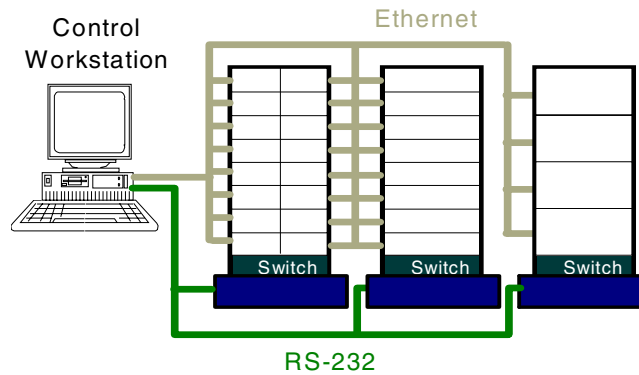 Control
Workstation
Ethernet
Switch
Switch
Switch
RS-232